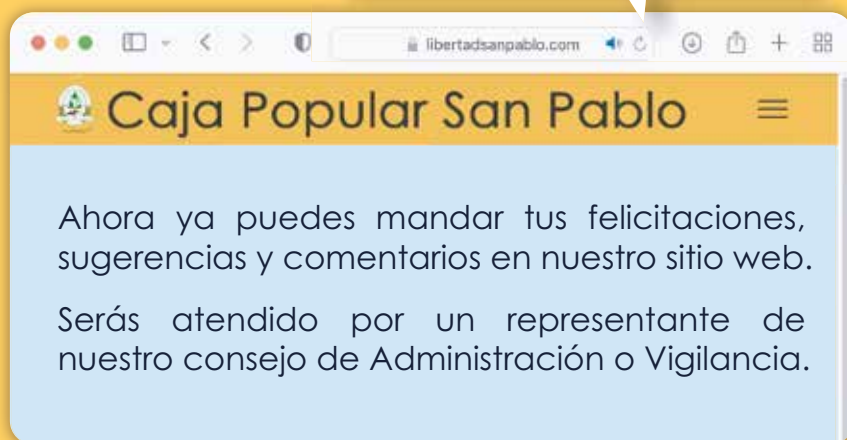 libertadsanpablo.com
Caja Popular San Pablo
Ahora ya puedes mandar tus felicitaciones,
sugerencias y comentarios en nuestro sitio web.
Serás atendido por un representante de
nuestro consejo de Administración o Vigilancia.